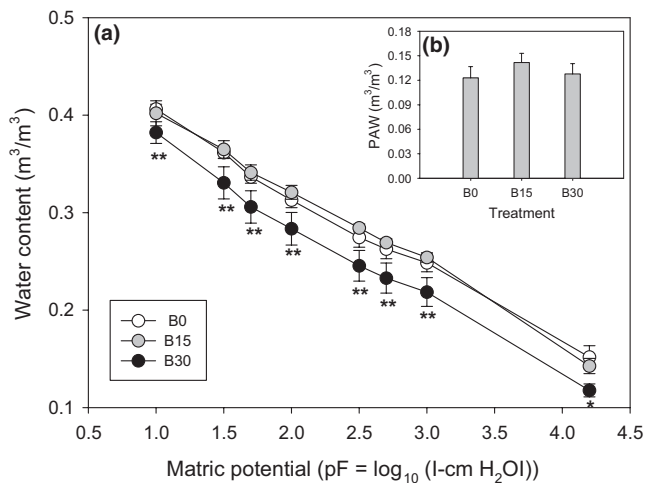 (a)
0.5
0.4
0.3
0.2
0.1
Water content (m³/m³)
**
**
**
**
**
**
**
*
B0
B15
B30
0.5
1.0
1.5
2.0
2.5
3.0
3.5
4.0
4.5
Matric potential (pF = log₁₀ (I-cm H₂OI))
(b)
0.18
0.15
0.12
0.09
0.06
0.03
0.00
PAW (m³/m³)
B0
B15
B30
Treatment